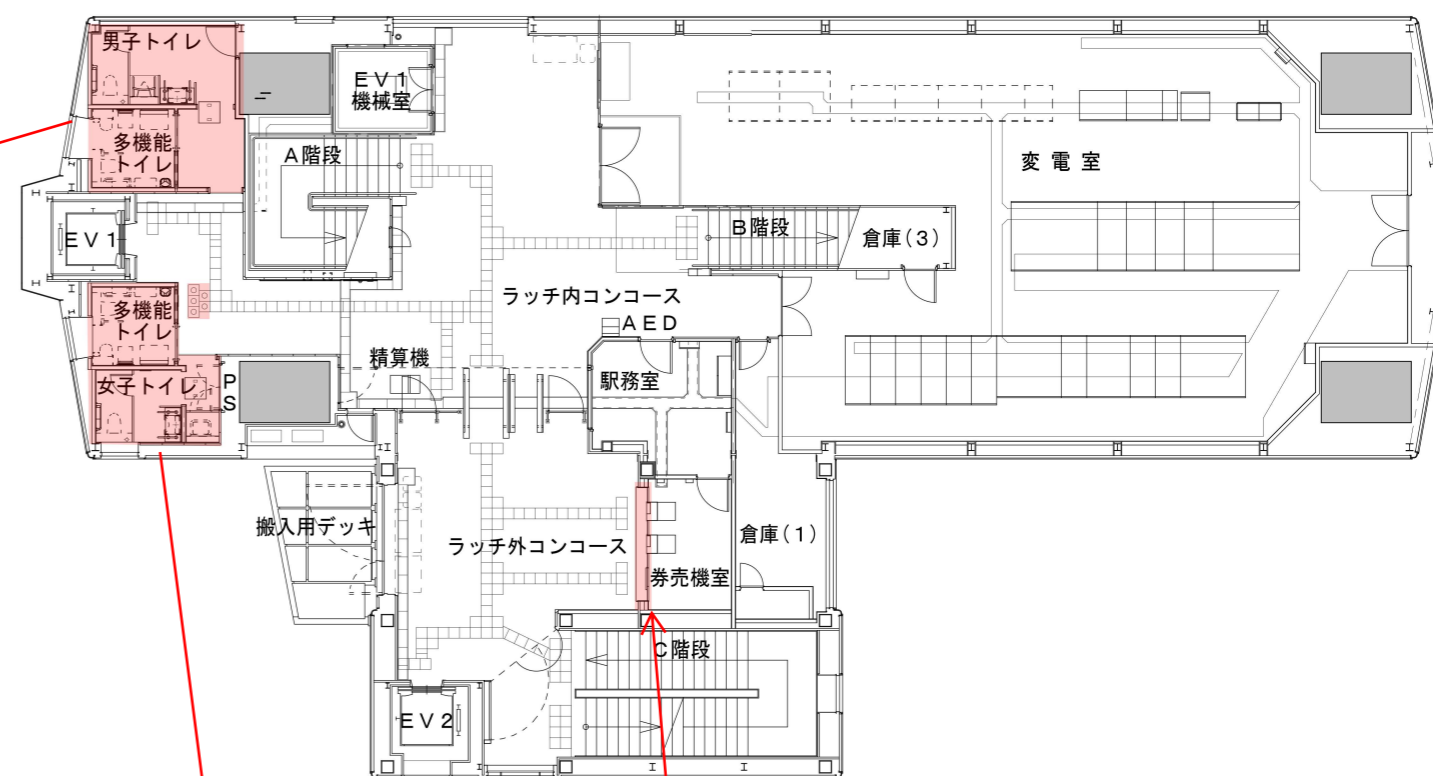 男子トイレ
EV1
機械室
多機能
トイレ
A階段
変電室
EV1
B階段
倉庫(3)
多機能
トイレ
ラッチ内コンコース
AED
精算機
駅務室
女子トイレ
PS
搬入用デッキ
ラッチ外コンコース
倉庫(1)
券売機室
C階段
EV2